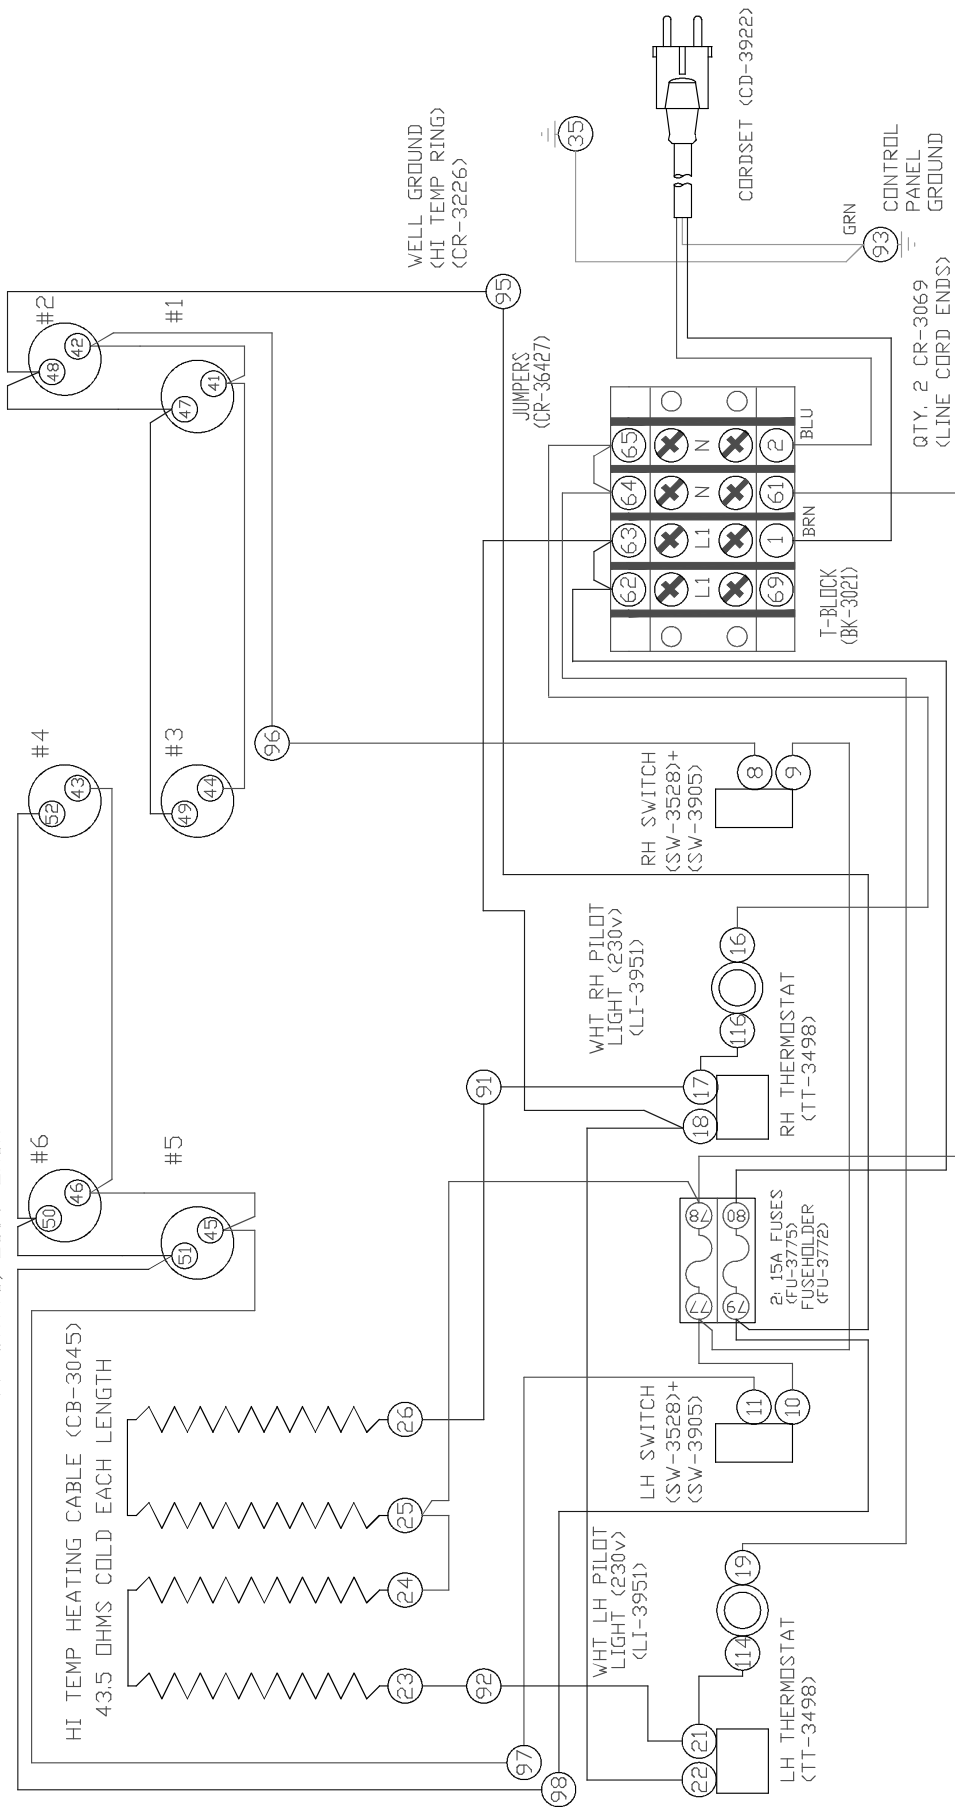 HI TEMP HEATING CABLE (CB-3045)
43.5 OHMS COLD EACH LENGTH
#6
#5
#4
#3
#2
#1
50
46
51
45
52
43
49
44
48
42
47
41
WELL GROUND
(HI TEMP RING)
(CR-3226)
23
24
25
26
92
91
96
95
97
98
35
JUMPERS
(CR-36427)
CORDSET (CD-3922)
WHT LH PILOT
LIGHT (230v)
(LI-3951)
LH SWITCH
(SW-3528)+
(SW-3905)
WHT RH PILOT
LIGHT (230v)
(LI-3951)
RH SWITCH
(SW-3528)+
(SW-3905)
22
21
114
19
LH THERMOSTAT
(TT-3498)
11
10
77
78
79
80
2: 15A FUSES
(FU-3775)
FUSEHOLDER
(FU-3772)
18
17
116
16
RH THERMOSTAT
(TT-3498)
8
9
62
63
64
65
L1
L1
N
N
69
1
61
2
BRN
BLU
T-BLOCK
(BK-3021)
GRN
93
CONTROL
PANEL
GROUND
QTY. 2 CR-3069
(LINE CORD ENDS)